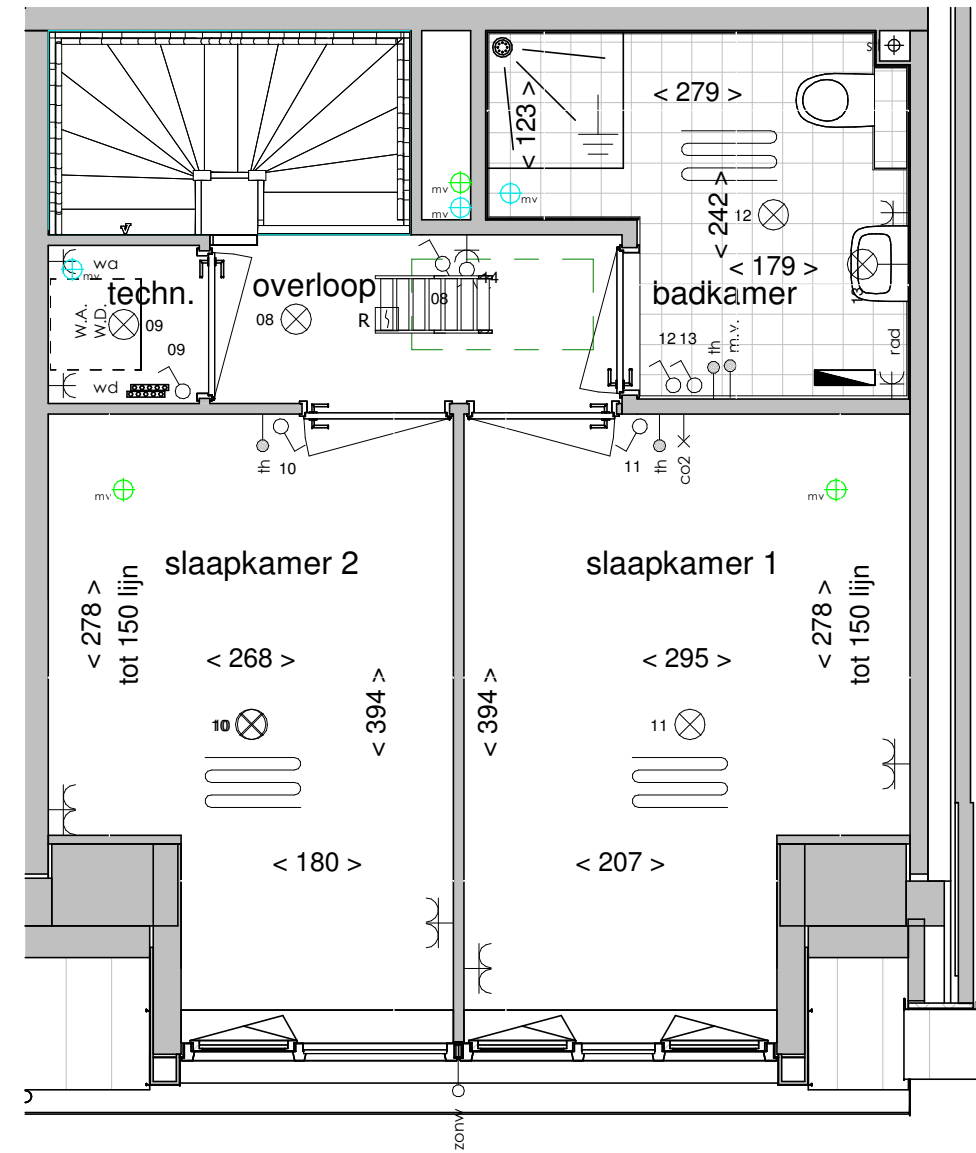 < 123 >
< 279 >
mv
mv
mv
< 242 >
12
wa
mv
techn.
W.A.
W.D.
09
09
wd
overloop
08
R
08
14
< 179 >
badkamer
13
12 13
th
m.v.
rad
th
10
11
th
co2
mv
mv
slaapkamer 2
slaapkamer 1
< 278 >
tot 150 lijn
< 278 >
tot 150 lijn
< 268 >
< 295 >
< 394 >
< 394 >
10
11
< 180 >
< 207 >
zonw